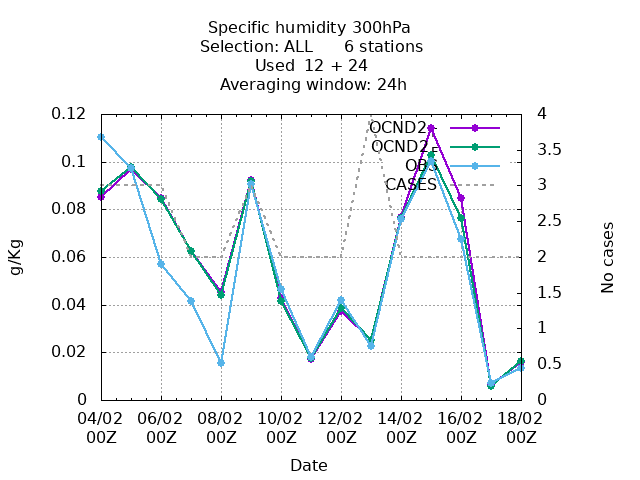 Specific humidity 300hPa
Selection: ALL 6 stations
Used 12 + 24
Averaging window: 24h
0.12
0.1
0.08
0.06
0.04
0.02
0
g/Kg
4
3.5
3
2.5
2
1.5
1
0.5
0
No cases
OCND2
OCND2
OBS
CASES
04/02 06/02 08/02 10/02 12/02 14/02 16/02 18/02
00Z 00Z 00Z 00Z 00Z 00Z 00Z 00Z
Date